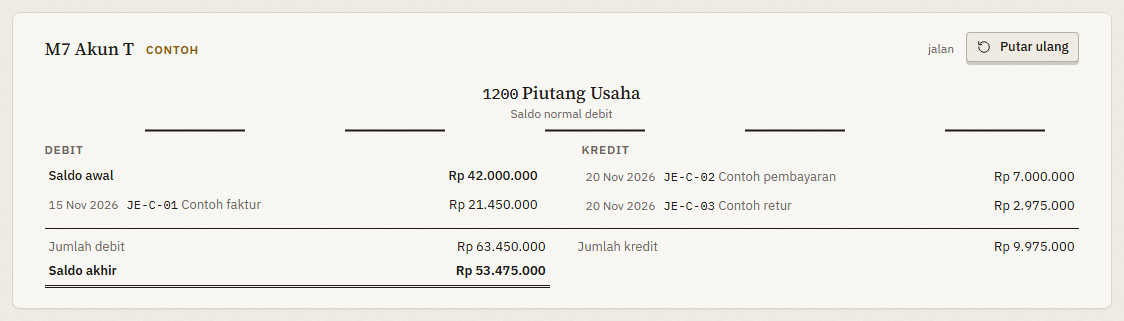 M7 Akun T CONTOH jalan Putar ulang
1200 Piutang Usaha
Saldo normal debit
DEBIT KREDIT
Saldo awal Rp 42.000.000 20 Nov 2026 JE-C-02 Contoh pembayaran Rp 7.000.000
15 Nov 2026 JE-C-01 Contoh faktur Rp 21.450.000 20 Nov 2026 JE-C-03 Contoh retur Rp 2.975.000
Jumlah debit Rp 63.450.000 Jumlah kredit Rp 9.975.000
Saldo akhir Rp 53.475.000